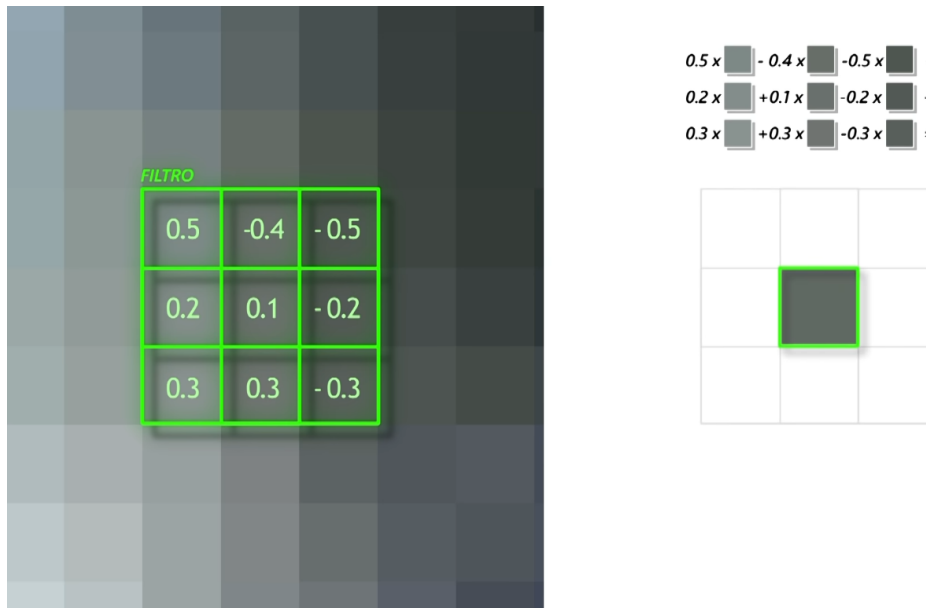 FILTRO
0.5 -0.4 - 0.5
0.2 0.1 - 0.2
0.3 0.3 - 0.3
0.5 x - 0.4 x -0.5 x
0.2 x +0.1 x -0.2 x
0.3 x +0.3 x -0.3 x